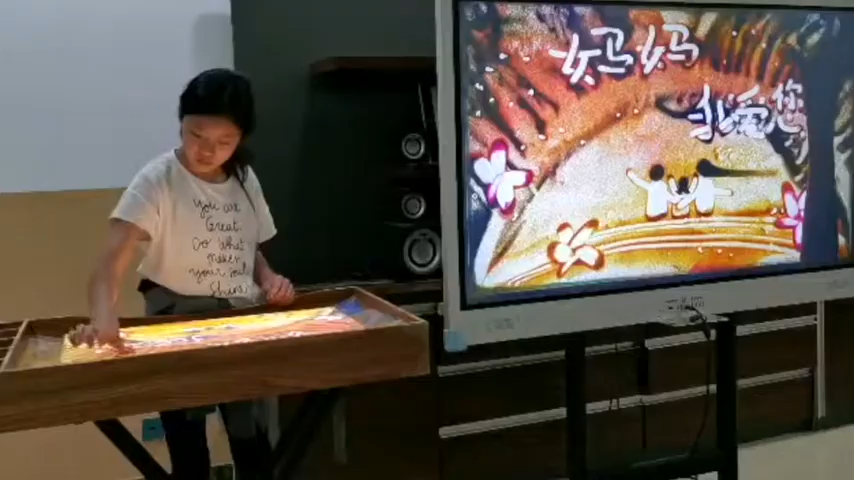 妈妈
我爱您
you are
GREAT
DO WHAT
makes
YOUR Soul
Shine